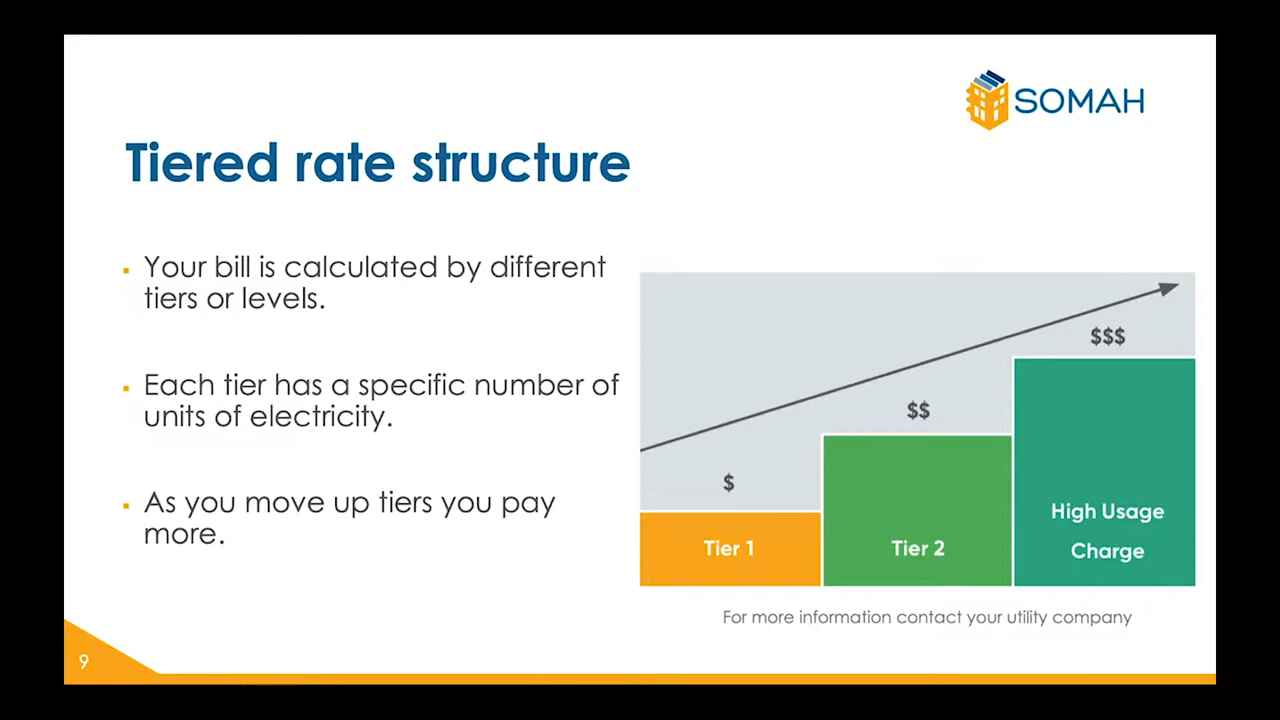 SOMAH
Tiered rate structure
▪ Your bill is calculated by different
tiers or levels.
▪ Each tier has a specific number of
units of electricity.
▪ As you move up tiers you pay
more.
$
$$
$$$
Tier 1
Tier 2
High Usage
Charge
For more information contact your utility company
9